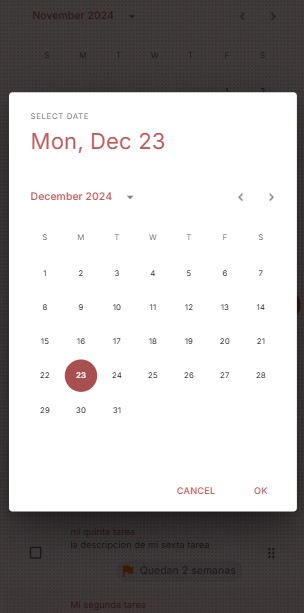 November 2024
S M T W T F S
1 2
SELECT DATE
Mon, Dec 23
December 2024
S M T W T F S
1 2 3 4 5 6 7
8 9 10 11 12 13 14
15 16 17 18 19 20 21
22 23 24 25 26 27 28
29 30 31
CANCEL OK
mi quinta tarea
la descripcion de mi sexta tarea
Quedan 2 semanas
Mi segunda tarea